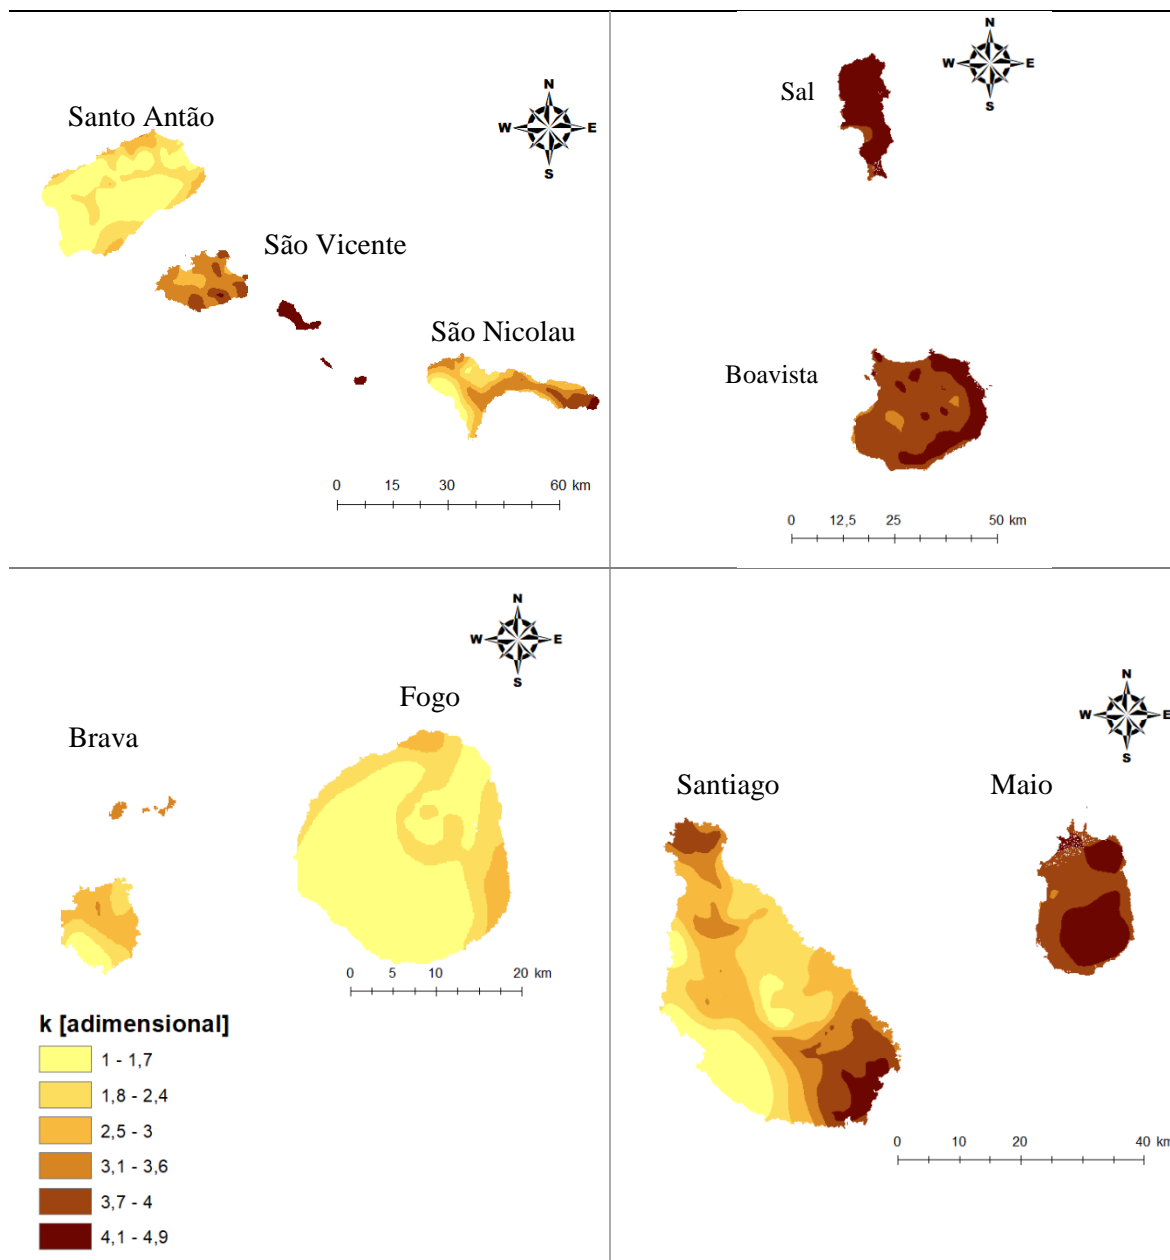 N
W E
S
Santo Antão
São Vicente
São Nicolau
0 15 30 60 km
N
W E
S
Sal
Boavista
0 12,5 25 50 km
N
W E
S
Fogo
Brava
0 5 10 20 km
k [adimensional]
1 - 1,7
1,8 - 2,4
2,5 - 3
3,1 - 3,6
3,7 - 4
4,1 - 4,9
N
W E
S
Santiago
Maio
0 10 20 40 km